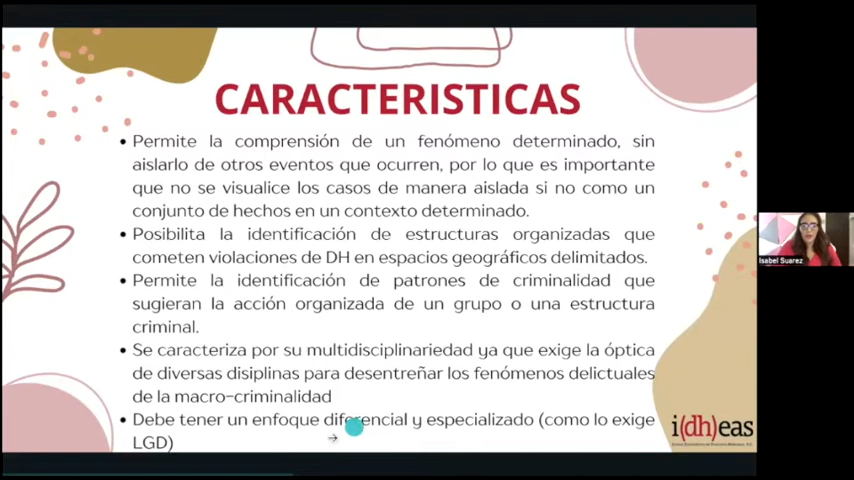 CARACTERISTICAS
• Permite la comprensión de un fenómeno determinado, sin
aislarlo de otros eventos que ocurren, por lo que es importante
que no se visualice los casos de manera aislada si no como un
conjunto de hechos en un contexto determinado.
• Posibilita la identificación de estructuras organizadas que
cometen violaciones de DH en espacios geográficos delimitados.
• Permite la identificación de patrones de criminalidad que
sugieran la acción organizada de un grupo o una estructura
criminal.
• Se caracteriza por su multidisciplinariedad ya que exige la óptica
de diversas disiplinas para desentreñar los fenómenos delictuales
de la macro-criminalidad
• Debe tener un enfoque diferencial y especializado (como lo exige
LGD)
i(dh)eas
Isabel Suarez